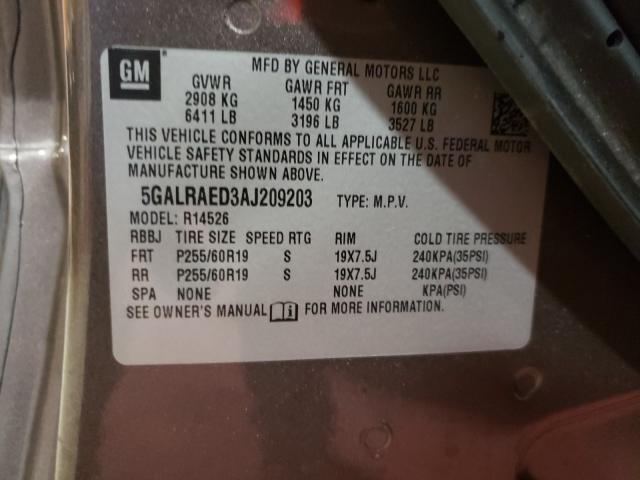 GM
MFD BY GENERAL MOTORS LLC
GVWR GAWR FRT GAWR RR
2908 KG 1450 KG 1600 KG
6411 LB 3196 LB 3527 LB
THIS VEHICLE CONFORMS TO ALL APPLICABLE U.S. FEDERAL MOTOR
VEHICLE SAFETY STANDARDS IN EFFECT ON THE DATE OF
MANUFACTURE SHOWN ABOVE.
5GALRAED3AJ209203 TYPE: M.P.V.
MODEL: R14526
RBBJ TIRE SIZE SPEED RTG RIM COLD TIRE PRESSURE
FRT P255/60R19 S 19X7.5J 240KPA(35PSI)
RR P255/60R19 S 19X7.5J 240KPA(35PSI)
SPA NONE NONE KPA(PSI)
SEE OWNER'S MANUAL i FOR MORE INFORMATION.